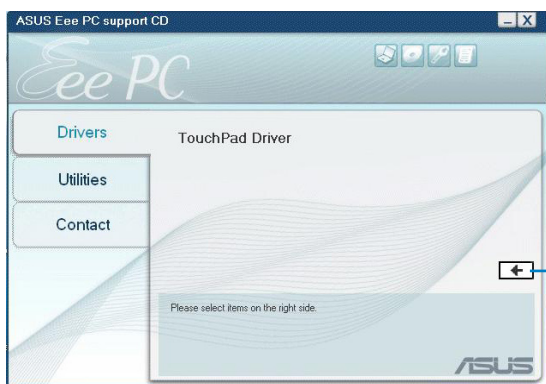 ASUS Eee PC support CD
Eee PC
Drivers
TouchPad Driver
Utilities
Contact
Please select items on the right side.
ASUS